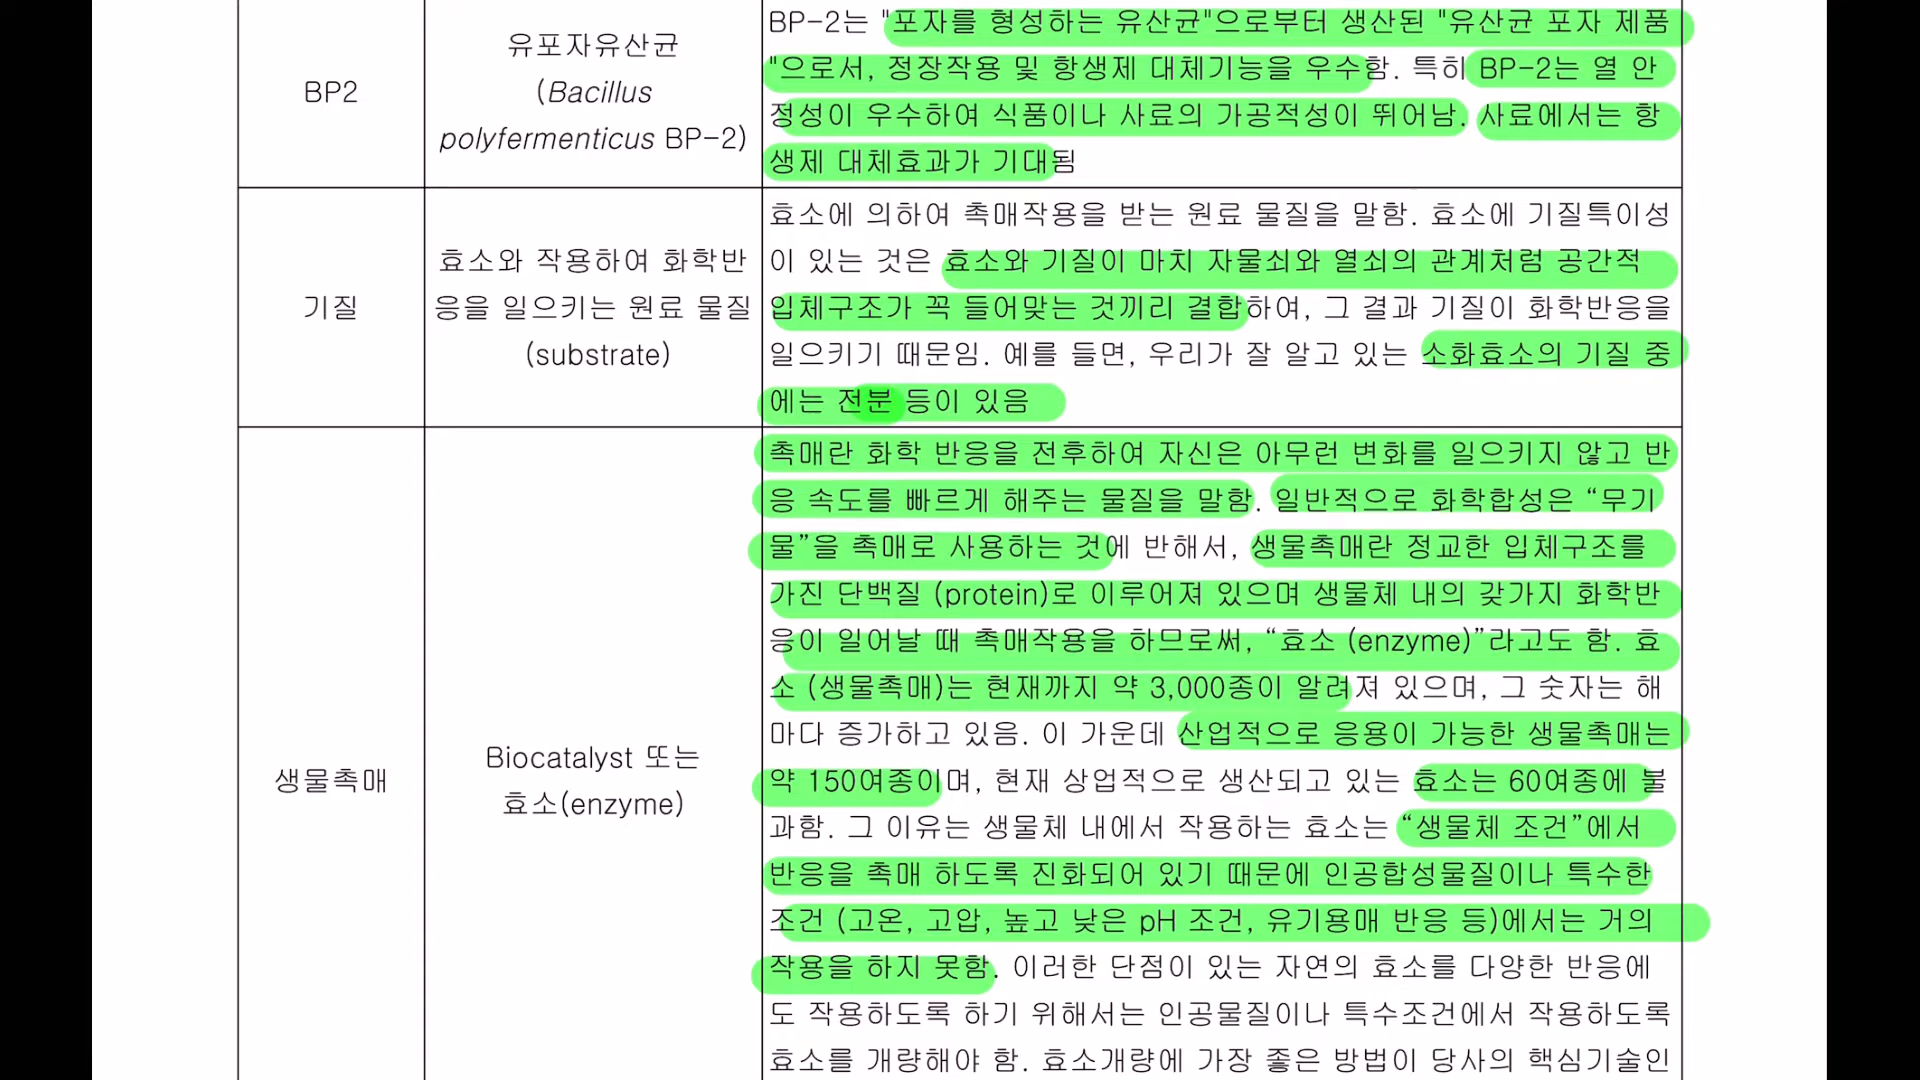 BP2
유포자유산균
(Bacillus
polyfermenticus BP-2)
BP-2는 "포자를 형성하는 유산균"으로부터 생산된 "유산균 포자 제품
"으로서, 정장작용 및 항생제 대체기능을 우수함. 특히 BP-2는 열 안
정성이 우수하여 식품이나 사료의 가공적성이 뛰어남. 사료에서는 항
생제 대체효과가 기대됨
기질
효소와 작용하여 화학반
응을 일으키는 원료 물질
(substrate)
효소에 의하여 촉매작용을 받는 원료 물질을 말함. 효소에 기질특이성
이 있는 것은 효소와 기질이 마치 자물쇠와 열쇠의 관계처럼 공간적
입체구조가 꼭 들어맞는 것끼리 결합하여, 그 결과 기질이 화학반응을
일으키기 때문임. 예를 들면, 우리가 잘 알고 있는 소화효소의 기질 중
에는 전분 등이 있음
생물촉매
Biocatalyst 또는
효소(enzyme)
촉매란 화학 반응을 전후하여 자신은 아무런 변화를 일으키지 않고 반
응 속도를 빠르게 해주는 물질을 말함. 일반적으로 화학합성은 “무기
물”을 촉매로 사용하는 것에 반해서, 생물촉매란 정교한 입체구조를
가진 단백질 (protein)로 이루어져 있으며 생물체 내의 갖가지 화학반
응이 일어날 때 촉매작용을 하므로써, “효소 (enzyme)”라고도 함. 효
소 (생물촉매)는 현재까지 약 3,000종이 알려져 있으며, 그 숫자는 해
마다 증가하고 있음. 이 가운데 산업적으로 응용이 가능한 생물촉매는
약 150여종이며, 현재 상업적으로 생산되고 있는 효소는 60여종에 불
과함. 그 이유는 생물체 내에서 작용하는 효소는 “생물체 조건”에서
반응을 촉매 하도록 진화되어 있기 때문에 인공합성물질이나 특수한
조건 (고온, 고압, 높고 낮은 pH 조건, 유기용매 반응 등)에서는 거의
작용을 하지 못함. 이러한 단점이 있는 자연의 효소를 다양한 반응에
도 작용하도록 하기 위해서는 인공물질이나 특수조건에서 작용하도록
효소를 개량해야 함. 효소개량에 가장 좋은 방법이 당사의 핵심기술인